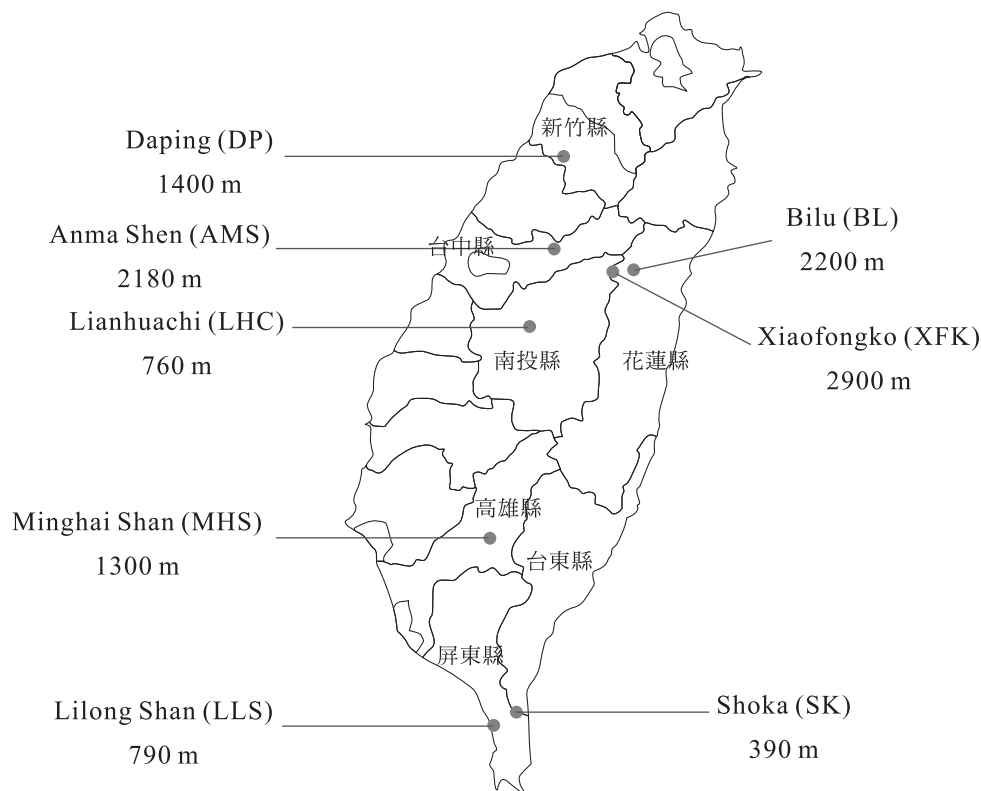 新竹縣
Daping (DP)
1400 m
Anma Shen (AMS)
2180 m
台中縣
Bilu (BL)
2200 m
Lianhuachi (LHC)
760 m
Xiaofongko (XFK)
2900 m
南投縣
花蓮縣
高雄縣
Minghai Shan (MHS)
1300 m
台東縣
屏東縣
Lilong Shan (LLS)
790 m
Shoka (SK)
390 m